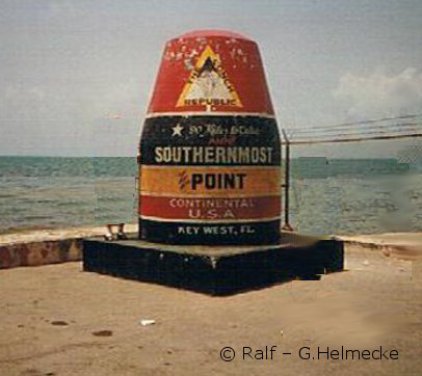 THE CONCH
REPUBLIC
90 Miles to Cuba
SOUTHERNMOST
POINT
CONTINENTAL
U.S.A
KEY WEST, FL
© Ralf – G.Helmecke